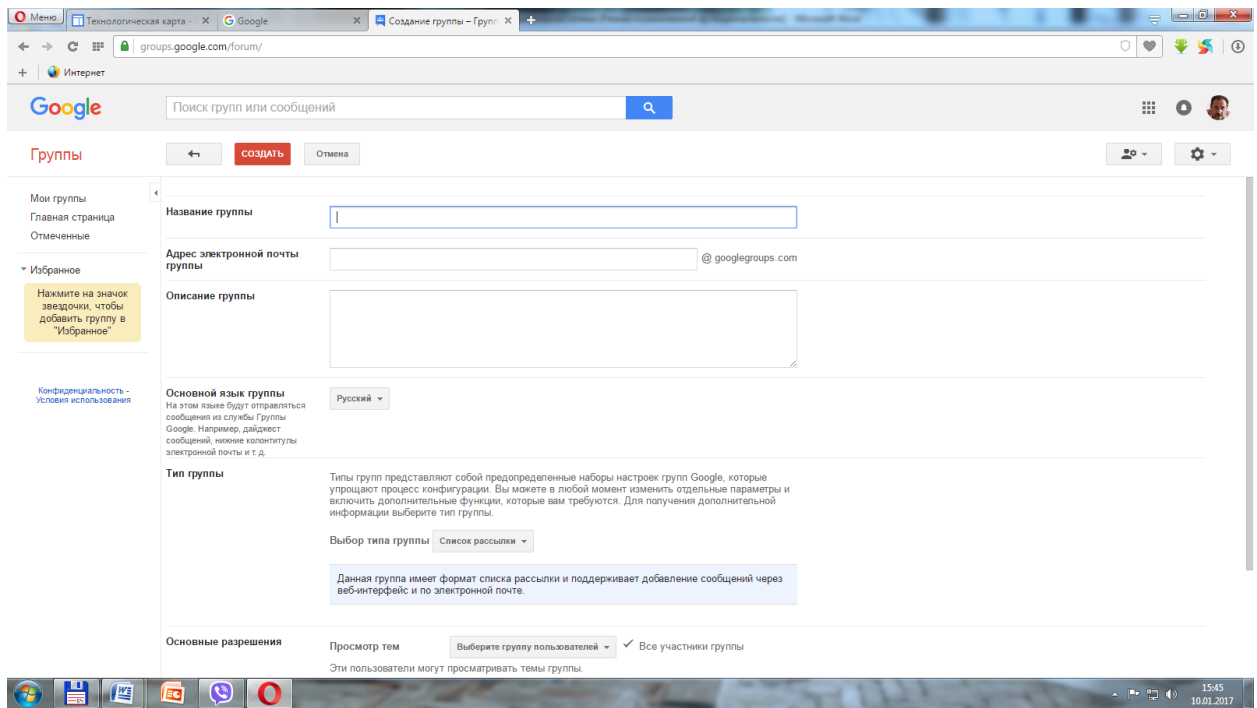 Меню
Технологическая карта -
Google
Создание группы – Групп
Microsoft Word
groups.google.com/forum/
Интернет
Google
Поиск групп или сообщений
Группы
СОЗДАТЬ
Отмена
Мои группы
Главная страница
Отмеченные
Избранное
Нажмите на значок
звездочки, чтобы
добавить группу в
"Избранное"
Конфиденциальность -
Условия использования
Название группы
Адрес электронной почты
группы
@ googlegroups.com
Описание группы
Основной язык группы
На этом языке будут отправляться
сообщения из службы Группы
Google. Например, дайджест
сообщений, нижние колонтитулы
электронной почты и т. д.
Русский
Тип группы
Типы групп представляют собой предопределенные наборы настроек групп Google, которые
упрощают процесс конфигурации. Вы можете в любой момент изменить отдельные параметры и
включить дополнительные функции, которые вам требуются. Для получения дополнительной
информации выберите тип группы.
Выбор типа группы Список рассылки
Данная группа имеет формат списка рассылки и поддерживает добавление сообщений через
веб-интерфейс и по электронной почте.
Основные разрешения
Просмотр тем Выберите группу пользователей Все участники группы
Эти пользователи могут просматривать темы группы.
15:45
10.01.2017